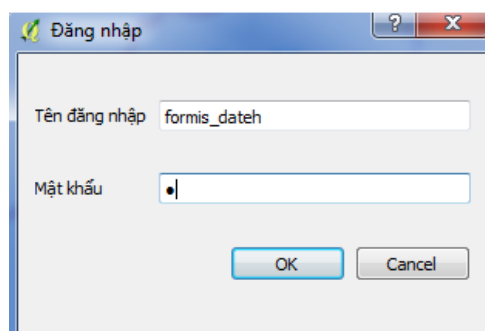 Đăng nhập
Tên đăng nhập formis_dateh
Mật khẩu ●
OK Cancel